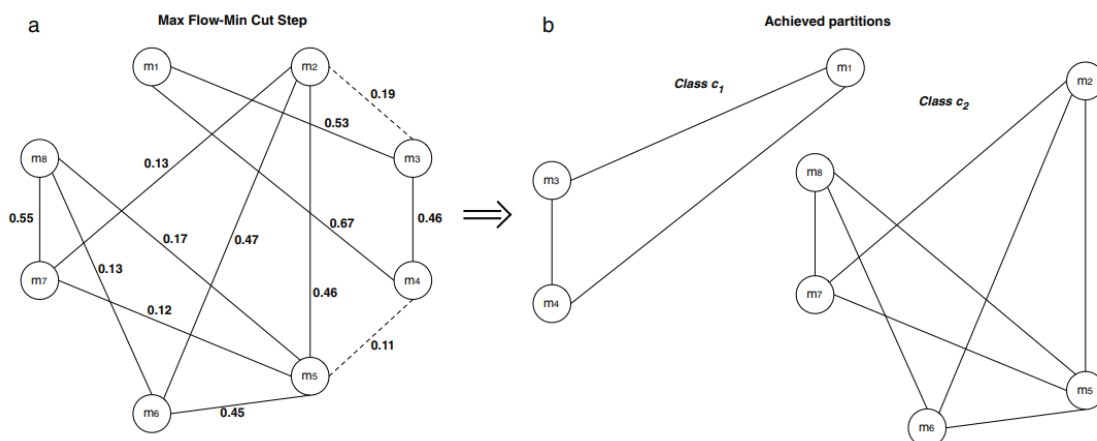 a
Max Flow-Min Cut Step
m1
m2
0.19
0.53
m8
m3
0.13
0.55
0.17
0.67
0.46
0.47
0.13
m7
m4
0.12
0.46
0.11
m5
m6
0.45
b
Achieved partitions
m1
Class c1
m2
Class c2
m8
m3
m7
m4
m5
m6